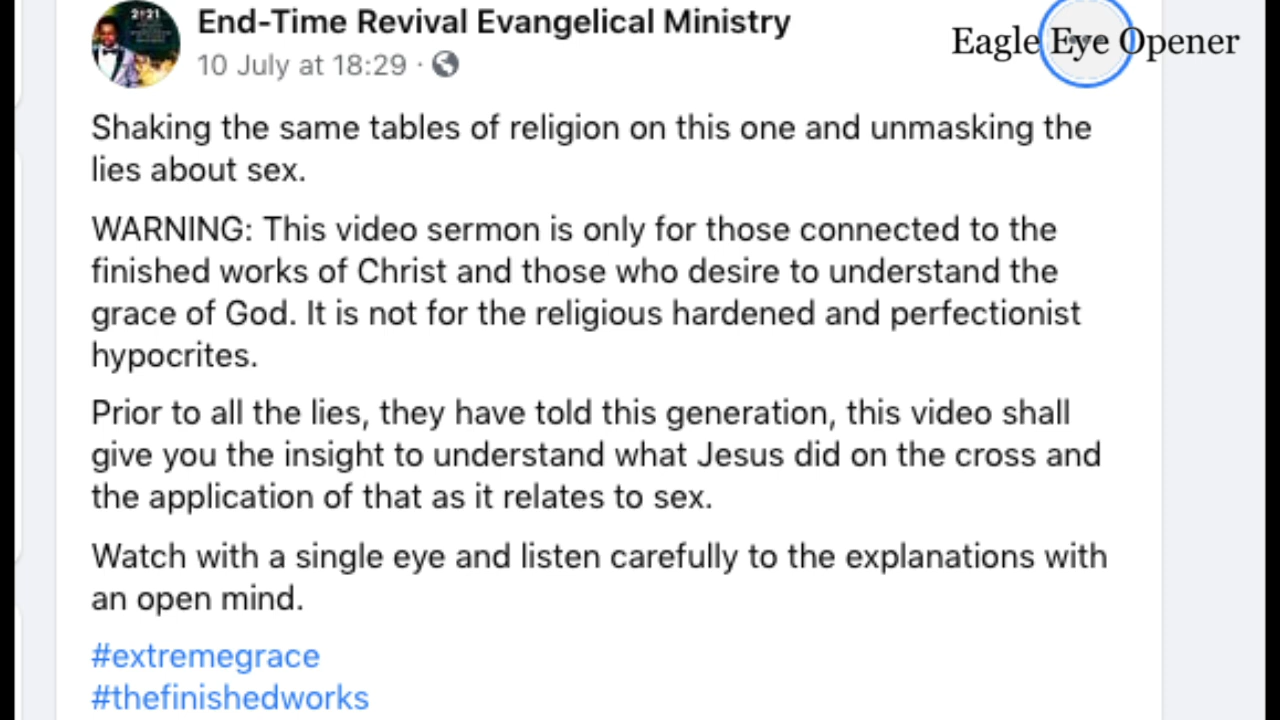 End-Time Revival Evangelical Ministry
10 July at 18:29 ·
Eagle Eye Opener
2021
Shaking the same tables of religion on this one and unmasking the
lies about sex.
WARNING: This video sermon is only for those connected to the
finished works of Christ and those who desire to understand the
grace of God. It is not for the religious hardened and perfectionist
hypocrites.
Prior to all the lies, they have told this generation, this video shall
give you the insight to understand what Jesus did on the cross and
the application of that as it relates to sex.
Watch with a single eye and listen carefully to the explanations with
an open mind.
#extremegrace
#thefinishedworks